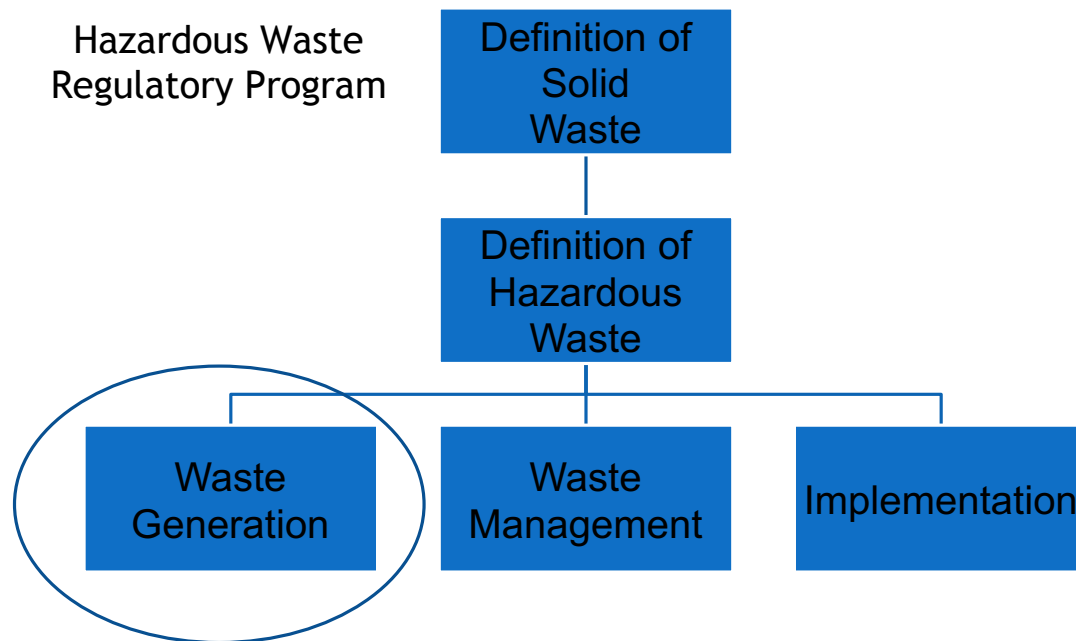 Hazardous Waste
Regulatory Program
Definition of
Solid
Waste
Definition of
Hazardous
Waste
Waste
Generation
Waste
Management
Implementation